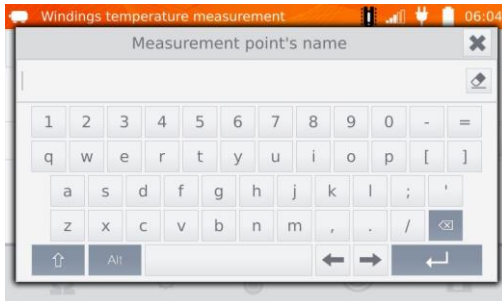 Windings temperature measurement 06:04
Measurement point's name
1 2 3 4 5 6 7 8 9 0 - =
q w e r t y u i o p [ ]
a s d f g h j k l ; '
z x c v b n m , . /
Alt